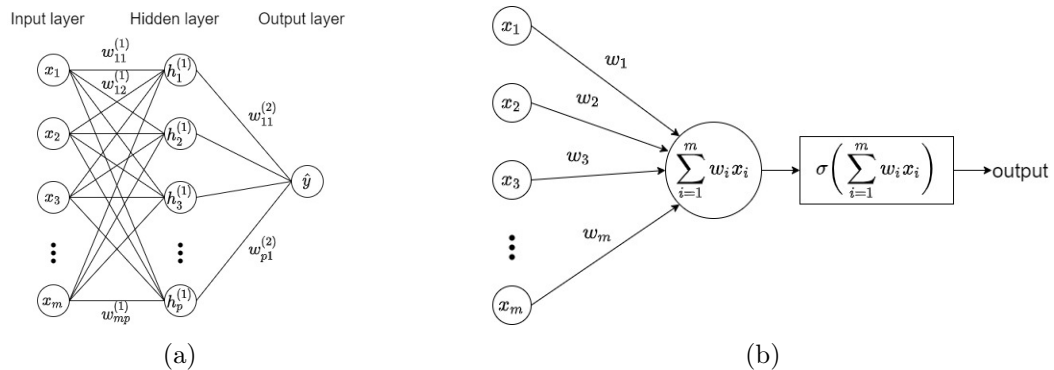 Input layer Hidden layer Output layer
w_{11}^{(1)}
w_{12}^{(1)}
x_1 h_1^{(1)}
w_{11}^{(2)}
x_2 h_2^{(1)}
ŷ
x_3 h_3^{(1)}
w_{p1}^{(2)}
x_m h_p^{(1)}
w_{mp}^{(1)}
(a)
x_1
w_1
x_2
w_2
x_3
w_3
\sum_{i=1}^{m} w_i x_i
σ(\sum_{i=1}^{m} w_i x_i)
output
w_m
x_m
(b)